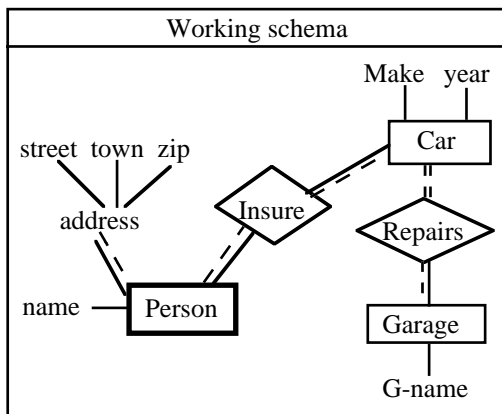 Working schema
Make year
Car
street town zip
Insure
address
Repairs
name
Person
Garage
G-name